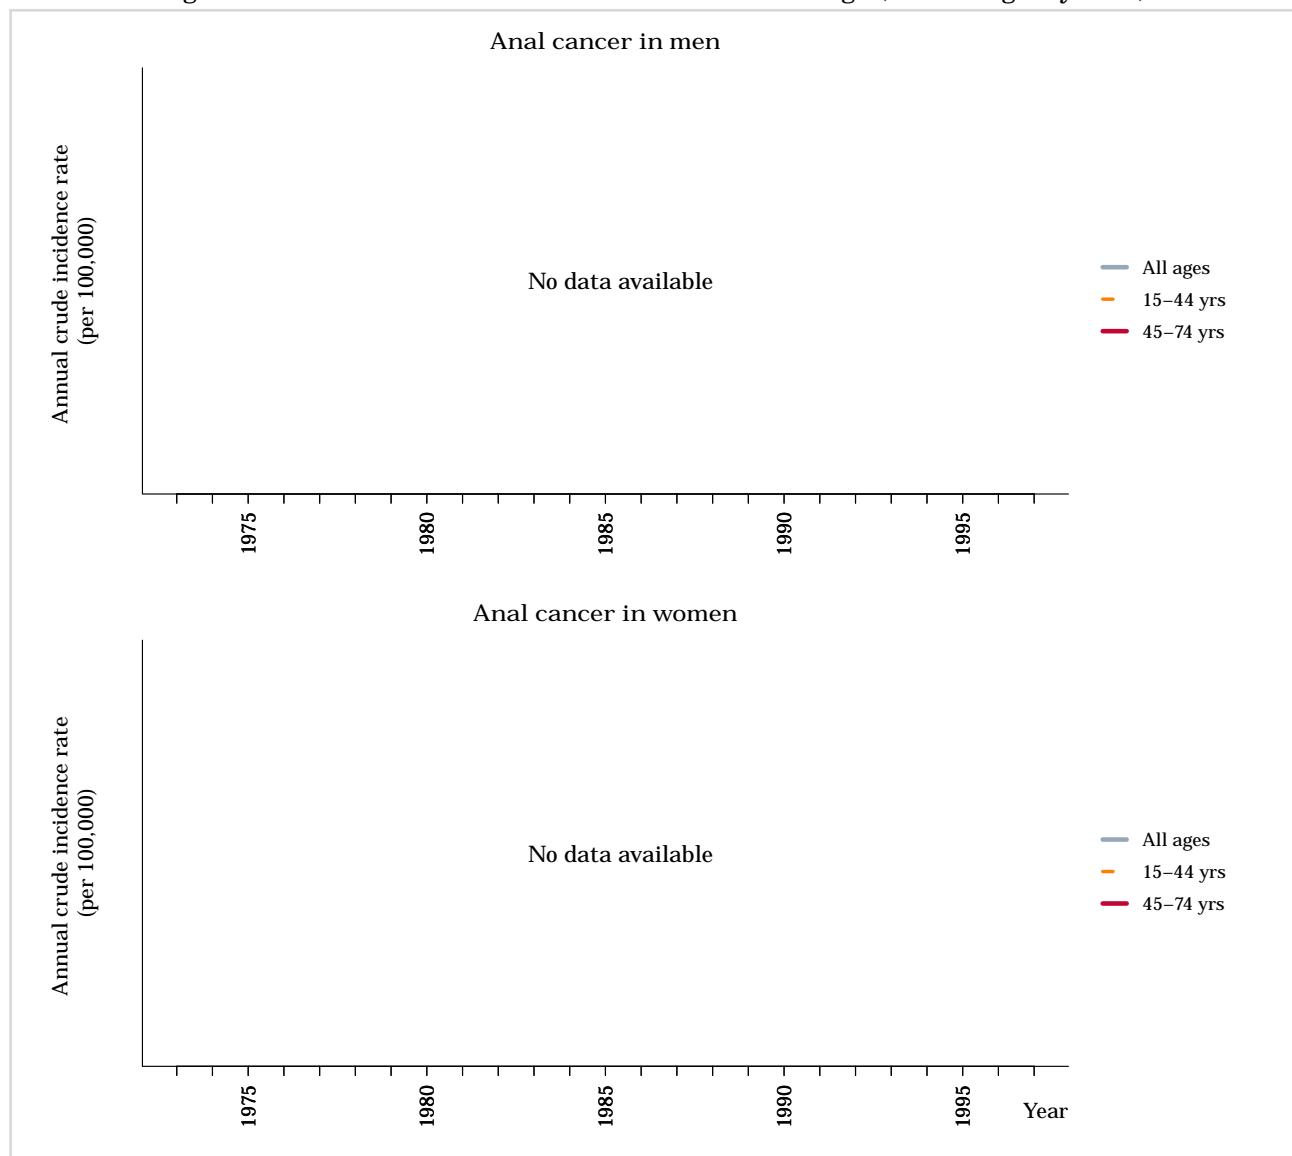 Anal cancer in men
Annual crude incidence rate
(per 100,000)
No data available
All ages
15–44 yrs
45–74 yrs
1975
1980
1985
1990
1995
Anal cancer in women
Annual crude incidence rate
(per 100,000)
No data available
All ages
15–44 yrs
45–74 yrs
1975
1980
1985
1990
1995
Year